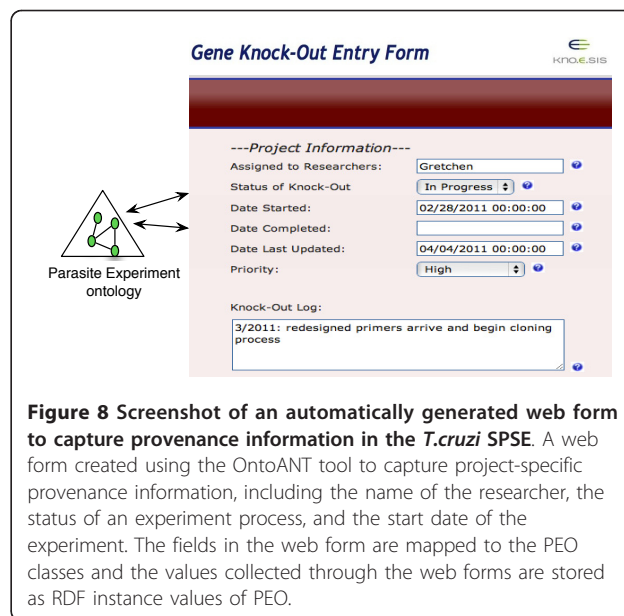 Gene Knock-Out Entry Form
kno.e.sis
---Project Information---
Assigned to Researchers: Gretchen
Status of Knock-Out In Progress
Date Started: 02/28/2011 00:00:00
Date Completed:
Date Last Updated: 04/04/2011 00:00:00
Priority: High
Parasite Experiment
ontology
Knock-Out Log:
3/2011: redesigned primers arrive and begin cloning
process
Figure 8 Screenshot of an automatically generated web form
to capture provenance information in the T.cruzi SPSE. A web
form created using the OntoANT tool to capture project-specific
provenance information, including the name of the researcher, the
status of an experiment process, and the start date of the
experiment. The fields in the web form are mapped to the PEO
classes and the values collected through the web forms are stored
as RDF instance values of PEO.